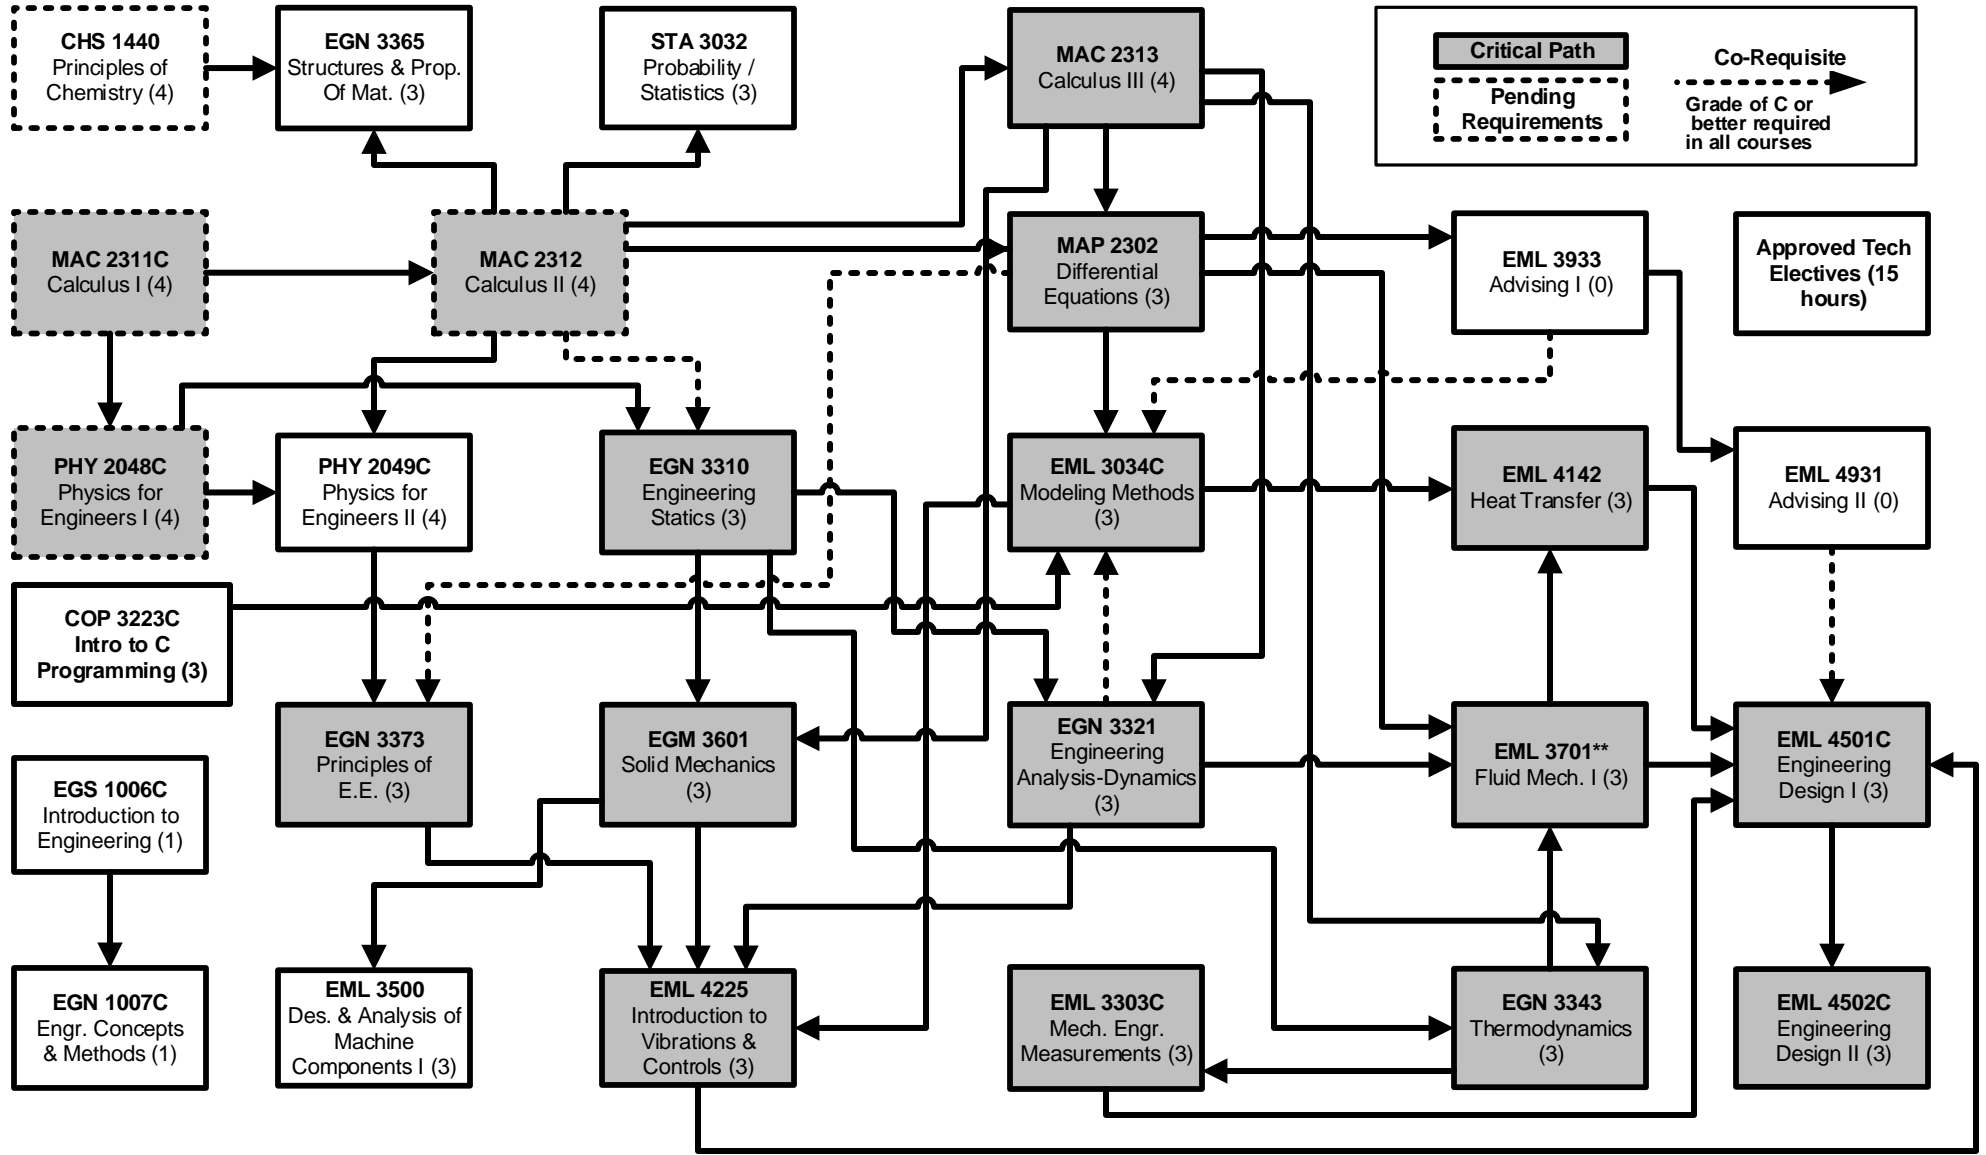 CHS 1440
Principles of
Chemistry (4)
EGN 3365
Structures & Prop.
Of Mat. (3)
STA 3032
Probability /
Statistics (3)
MAC 2313
Calculus III (4)
Critical Path
Pending
Requirements
Co-Requisite
Grade of C or
better required
in all courses
MAC 2311C
Calculus I (4)
MAC 2312
Calculus II (4)
MAP 2302
Differential
Equations (3)
EML 3933
Advising I (0)
Approved Tech
Electives (15
hours)
PHY 2048C
Physics for
Engineers I (4)
PHY 2049C
Physics for
Engineers II (4)
EGN 3310
Engineering
Statics (3)
EML 3034C
Modeling Methods
(3)
EML 4142
Heat Transfer (3)
EML 4931
Advising II (0)
COP 3223C
Intro to C
Programming (3)
EGN 3373
Principles of
E.E. (3)
EGM 3601
Solid Mechanics
(3)
EGN 3321
Engineering
Analysis-Dynamics
(3)
EML 3701**
Fluid Mech. I (3)
EML 4501C
Engineering
Design I (3)
EGS 1006C
Introduction to
Engineering (1)
EGN 1007C
Engr. Concepts
& Methods (1)
EML 3500
Des. & Analysis of
Machine
Components I (3)
EML 4225
Introduction to
Vibrations &
Controls (3)
EML 3303C
Mech. Engr.
Measurements (3)
EGN 3343
Thermodynamics
(3)
EML 4502C
Engineering
Design II (3)